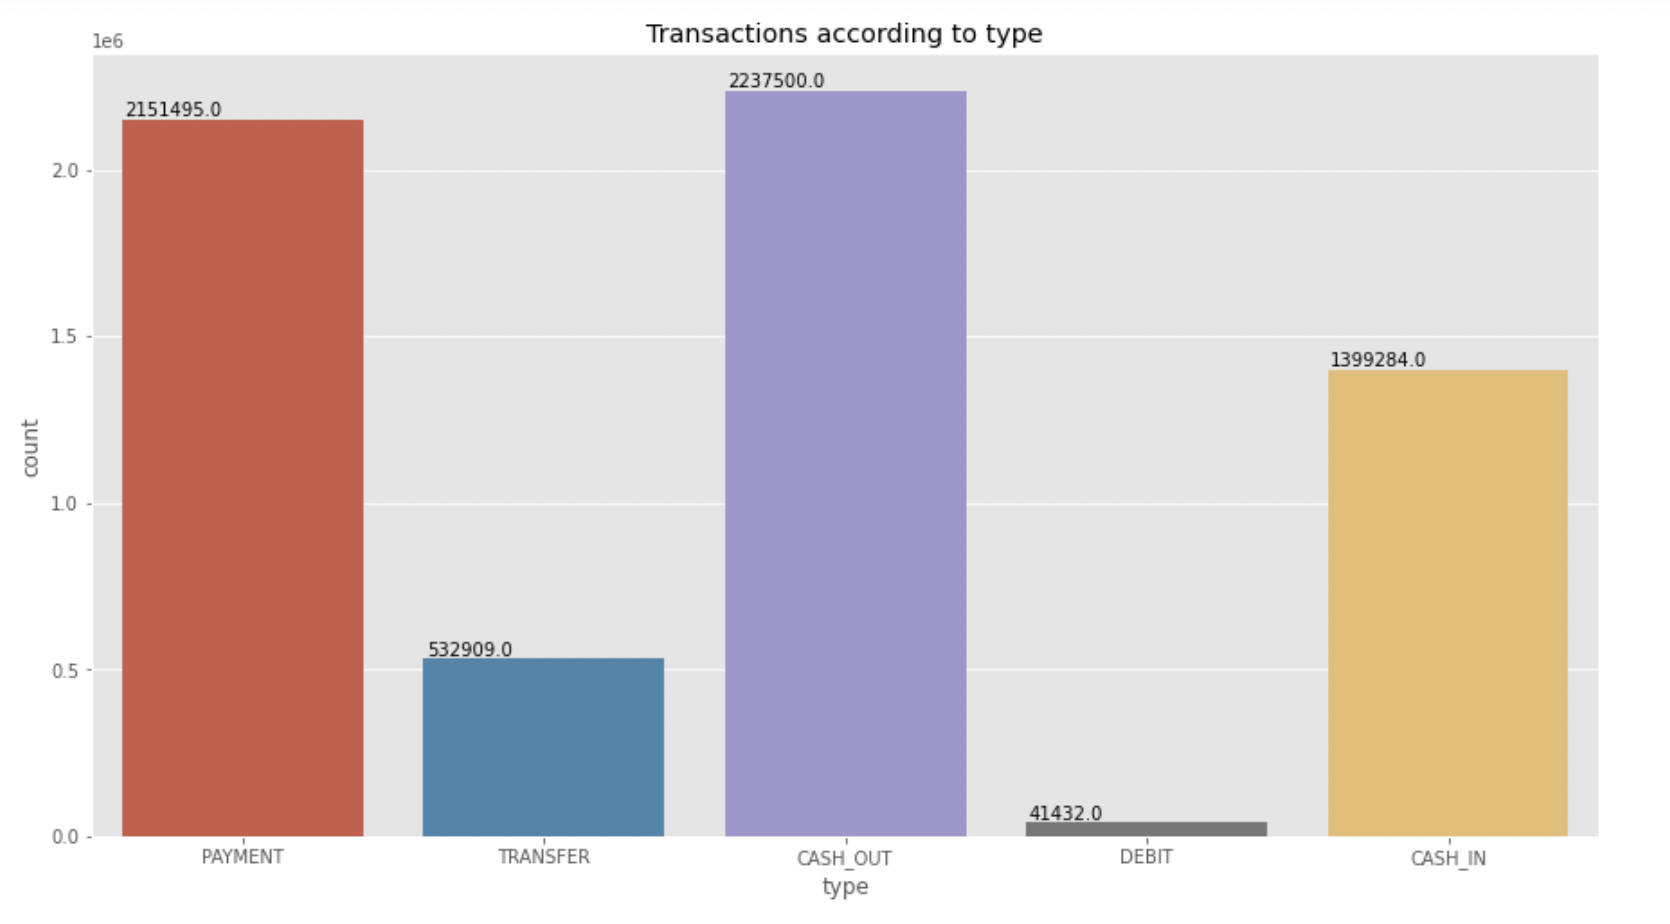 Transactions according to type
1e6
2151495.0
532909.0
2237500.0
41432.0
1399284.0
2.0
1.5
1.0
0.5
0.0
count
PAYMENT
TRANSFER
CASH_OUT
DEBIT
CASH_IN
type